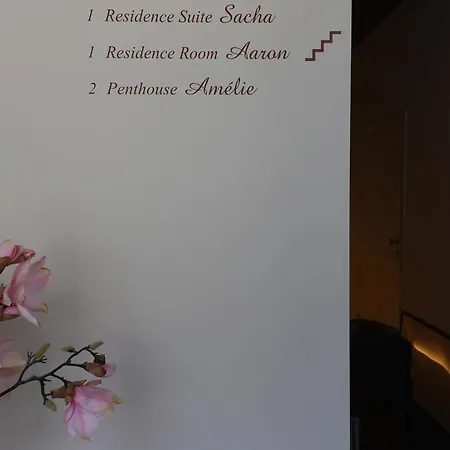 1 Residence Suite Sacha
1 Residence Room Aaron
2 Penthouse Amélie